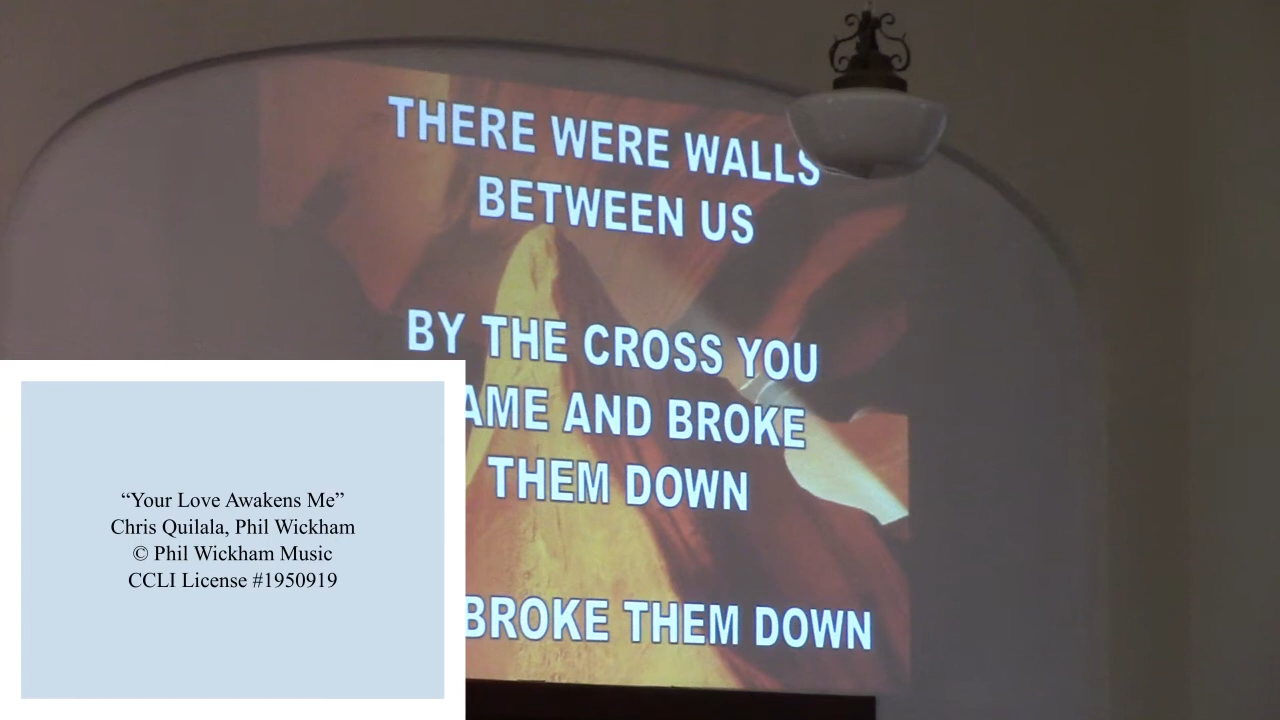 THERE WERE WALLS
BETWEEN US
BY THE CROSS YOU
AME AND BROKE
THEM DOWN
BROKE THEM DOWN
“Your Love Awakens Me”
Chris Quilala, Phil Wickham
© Phil Wickham Music
CCLI License #1950919